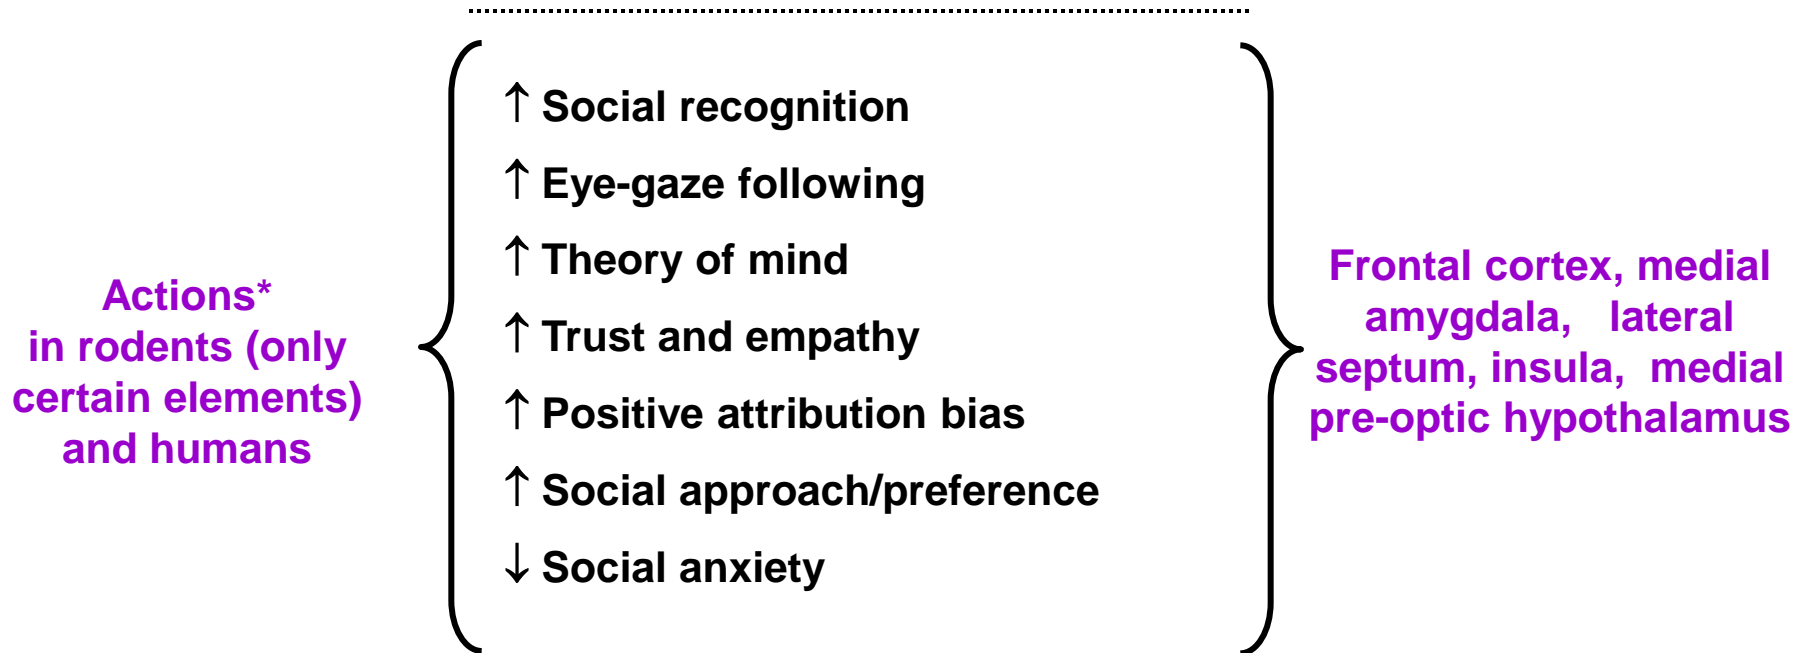 Actions*
in rodents (only
certain elements)
and humans
↑ Social recognition
↑ Eye-gaze following
↑ Theory of mind
↑ Trust and empathy
↑ Positive attribution bias
↑ Social approach/preference
↓ Social anxiety
Frontal cortex, medial
amygdala, lateral
septum, insula, medial
pre-optic hypothalamus